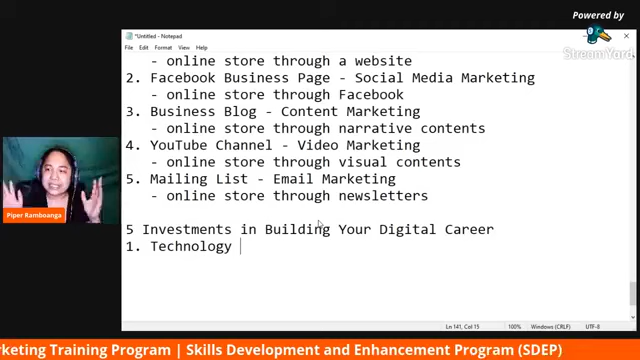 Powered by
StreamYard
*Untitled - Notepad
File Edit Format View Help
- online store through a website
2. Facebook Business Page - Social Media Marketing
- online store through Facebook
3. Business Blog - Content Marketing
- online store through narrative contents
4. YouTube Channel - Video Marketing
- online store through visual contents
5. Mailing List - Email Marketing
- online store through newsletters
5 Investments in Building Your Digital Career
1. Technology
Piper Ramboanga
Ln 141, Col 15 100% Windows (CRLF) UTF-8
rketing Training Program | Skills Development and Enhancement Program (SDEP)